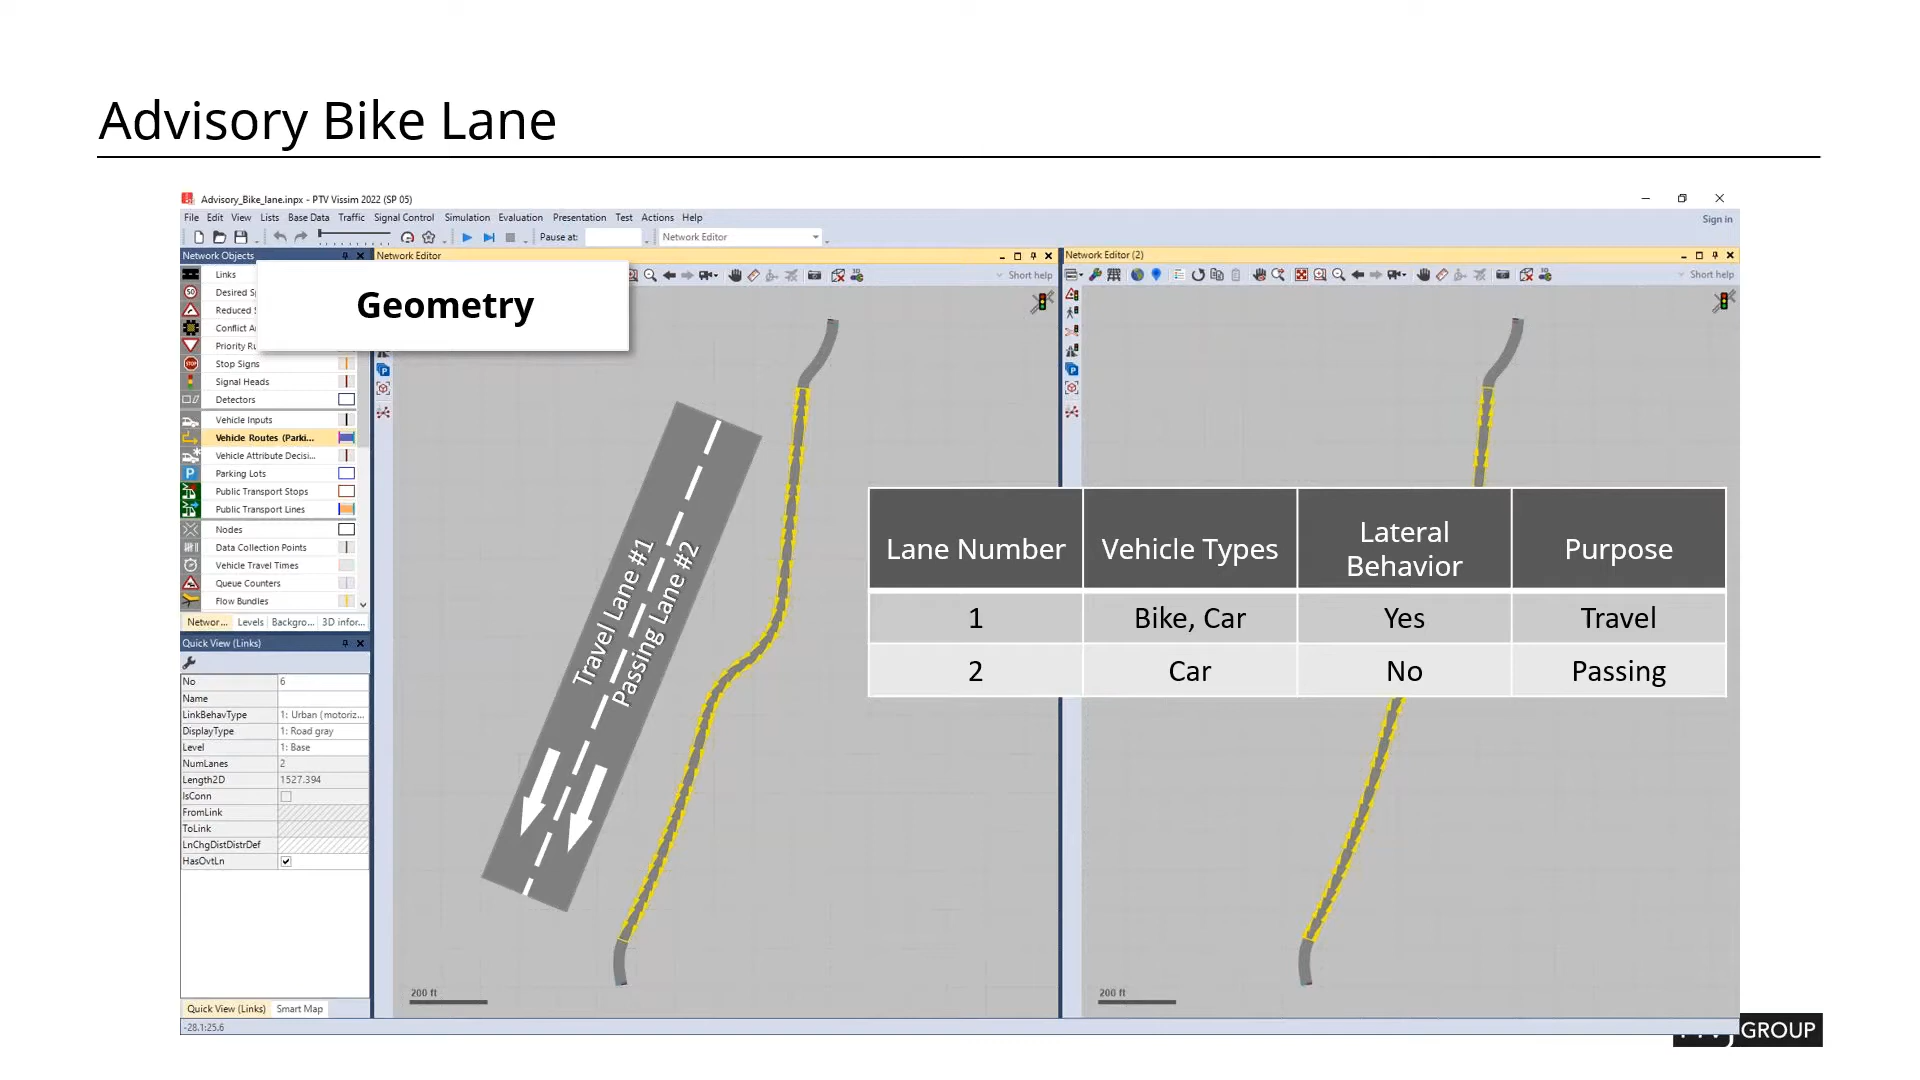 Advisory Bike Lane
Advisory_Bike_lane.inpx - PTV Vissim 2022 (SP 05)
File Edit View Lists Base Data Traffic Signal Control Simulation Evaluation Presentation Test Actions Help
Sign in
Pause at:
Network Editor
Network Objects
Network Editor
Network Editor (2)
Short help
Short help
Geometry
Links
Desired S
Reduced
Conflict A
Priority Ru
Stop Signs
Signal Heads
Detectors
Vehicle Inputs
Vehicle Routes (Parki...
Vehicle Attribute Decisi...
Parking Lots
Public Transport Stops
Public Transport Lines
Nodes
Data Collection Points
Vehicle Travel Times
Queue Counters
Flow Bundles
Networ... Levels Backgro... 3D infor...
Quick View (Links)
No 6
Name
LinkBehavType 1: Urban (motoriz...
DisplayType 1: Road gray
Level 1: Base
NumLanes 2
Length2D 1527.394
IsConn
FromLink
ToLink
LnChgDistDistrDef
HasOvtLn
Quick View (Links) Smart Map
-28.1:25.6
Travel Lane #1
Passing Lane #2
200 ft
200 ft
Lane Number Vehicle Types Lateral Behavior Purpose
1 Bike, Car Yes Travel
2 Car No Passing
GROUP